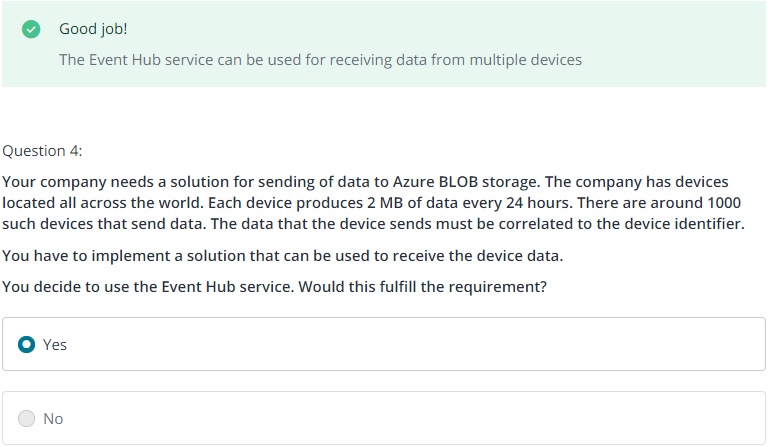 Good job!
The Event Hub service can be used for receiving data from multiple devices
Question 4:
Your company needs a solution for sending of data to Azure BLOB storage. The company has devices
located all across the world. Each device produces 2 MB of data every 24 hours. There are around 1000
such devices that send data. The data that the device sends must be correlated to the device identifier.
You have to implement a solution that can be used to receive the device data.
You decide to use the Event Hub service. Would this fulfill the requirement?
Yes
No